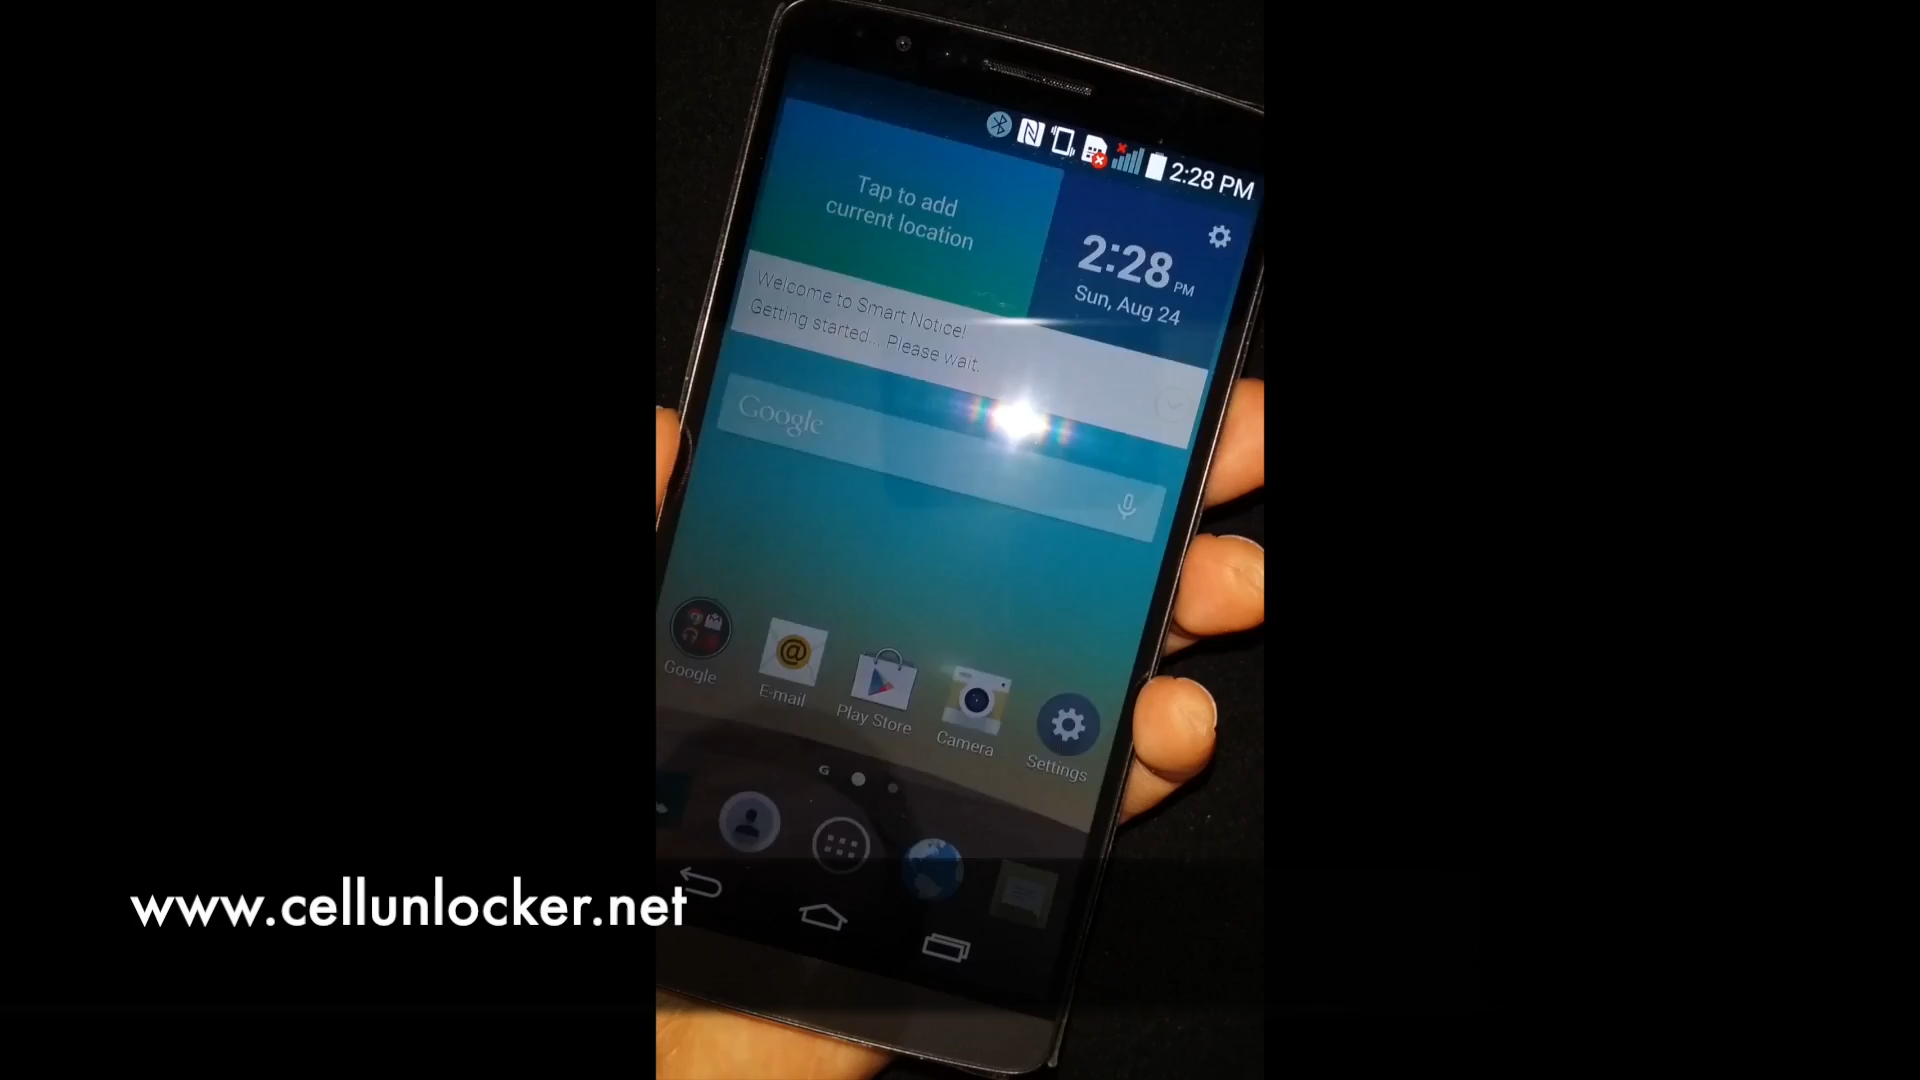 2:28 PM
Tap to add
current location
2:28 PM
Sun, Aug 24
Welcome to Smart Notice!
Getting started... Please wait.
Google
Google
E-mail
Play Store
Camera
Settings
www.cellunlocker.net